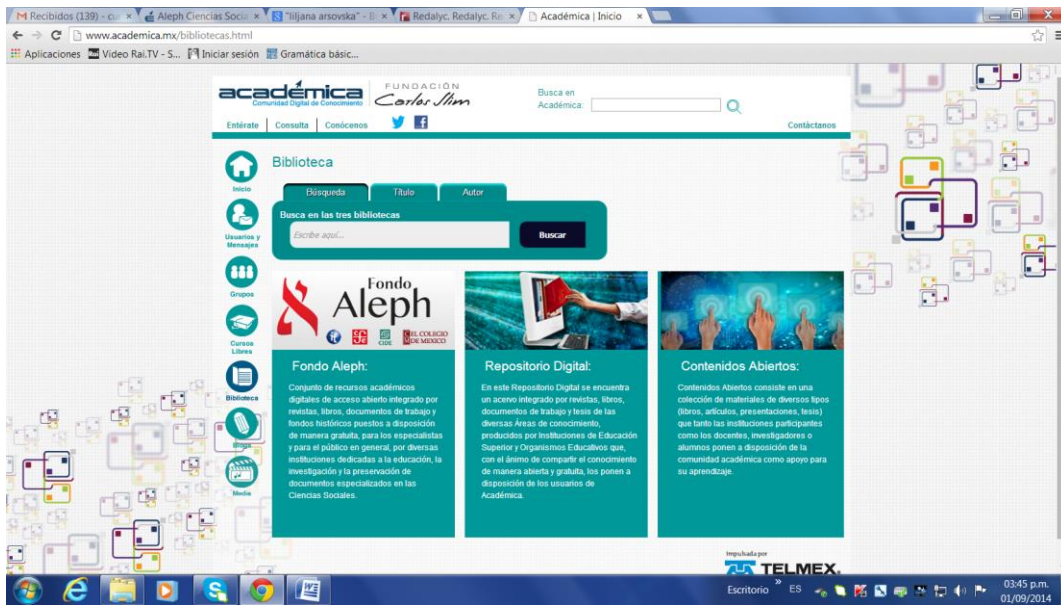 Recibidos (139) - cu
Aleph Ciencias Socia
"liljana arsovska" - B
Redalyc. Redalyc. Re
Académica | Inicio
www.academica.mx/bibliotecas.html
Aplicaciones
Video Rai.TV - S...
Iniciar sesión
Gramática básic...
académica
Comunidad Digital de Conocimiento
FUNDACIÓN
Carlos Slim
Busca en
Académica:
Entérate
Consulta
Conócenos
Contáctanos
Inicio
Usuarios y
Mensajes
Grupos
Cursos
Libres
Biblioteca
Blogs
Media
Biblioteca
Búsqueda
Título
Autor
Busca en las tres bibliotecas
Escribe aquí...
Buscar
Fondo
Aleph
CIDE
EL COLEGIO
DE MEXICO
Fondo Aleph:
Conjunto de recursos académicos
digitales de acceso abierto integrado por
revistas, libros, documentos de trabajo y
fondos históricos puestos a disposición
de manera gratuita, para los especialistas
y para el público en general, por diversas
instituciones dedicadas a la educación, la
investigación y la preservación de
documentos especializados en las
Ciencias Sociales.
Repositorio Digital:
En este Repositorio Digital se encuentra
un acervo integrado por revistas, libros,
documentos de trabajo y tesis de las
diversas Áreas de conocimiento,
producidos por Instituciones de Educación
Superior y Organismos Educativos que,
con el ánimo de compartir el conocimiento
de manera abierta y gratuita, los ponen a
disposición de los usuarios de
Académica.
Contenidos Abiertos:
Contenidos Abiertos consiste en una
colección de materiales de diversos tipos
(libros, artículos, presentaciones, tesis)
que tanto las instituciones participantes
como los docentes, investigadores o
alumnos ponen a disposición de la
comunidad académica como apoyo para
su aprendizaje.
Impulsada por
TELMEX.
Escritorio
ES
03:45 p.m.
01/09/2014